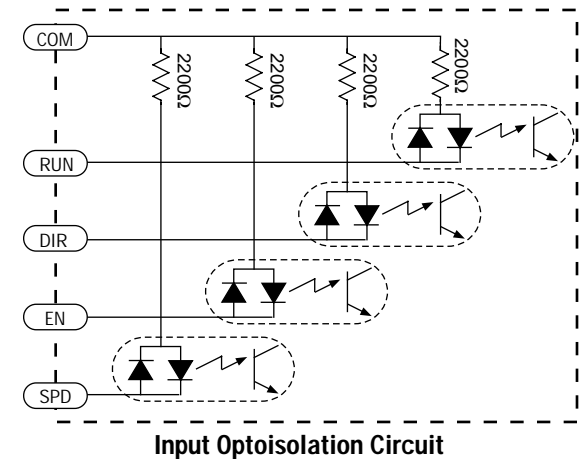 COM
2200Ω
2200Ω
2200Ω
2200Ω
RUN
DIR
EN
SPD
Input Optoisolation Circuit